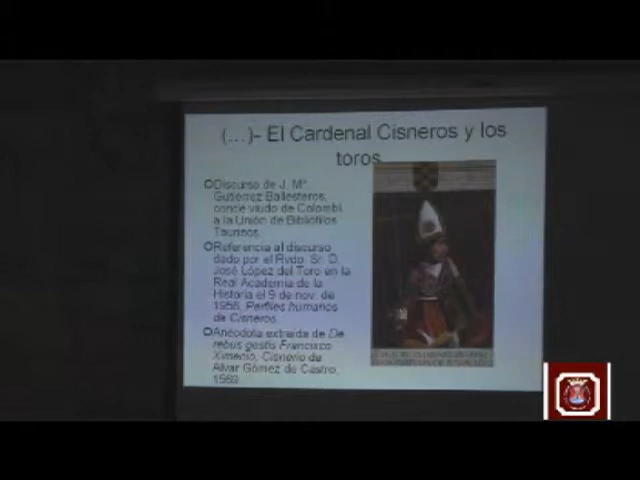 (...)- El Cardenal Cisneros y los
toros
Discurso de J. Mª
Gutiérrez Ballesteros,
conde viudo de Colombí,
a la Unión de Bibliófilos
Taurinos.
Referencia al discurso
dado por el Rvdo. Sr. D.
José López del Toro en la
Real Academia de la
Historia el 9 de nov. de
1958, Perfiles humanos
de Cisneros.
Anécdota extraída de De
rebus gestis Francisco
Ximenio, Cisnerio de
Alvar Gómez de Castro,
1569